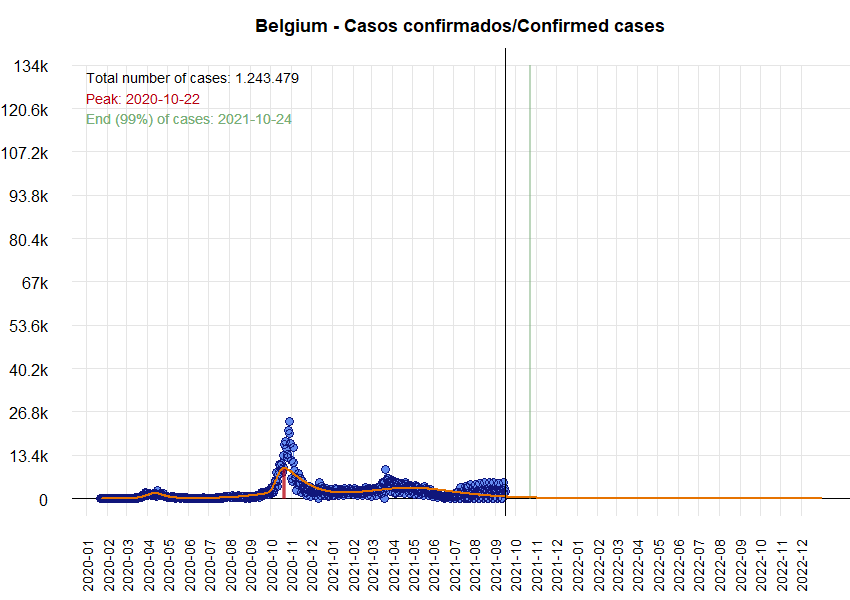 Belgium - Casos confirmados/Confirmed cases
134k
120.6k
107.2k
93.8k
80.4k
67k
53.6k
40.2k
26.8k
13.4k
0
Total number of cases: 1.243.479
Peak: 2020-10-22
End (99%) of cases: 2021-10-24
2020-01
2020-02
2020-03
2020-04
2020-05
2020-06
2020-07
2020-08
2020-09
2020-10
2020-11
2020-12
2021-01
2021-02
2021-03
2021-04
2021-05
2021-06
2021-07
2021-08
2021-09
2021-10
2021-11
2021-12
2022-01
2022-02
2022-03
2022-04
2022-05
2022-06
2022-07
2022-08
2022-09
2022-10
2022-11
2022-12